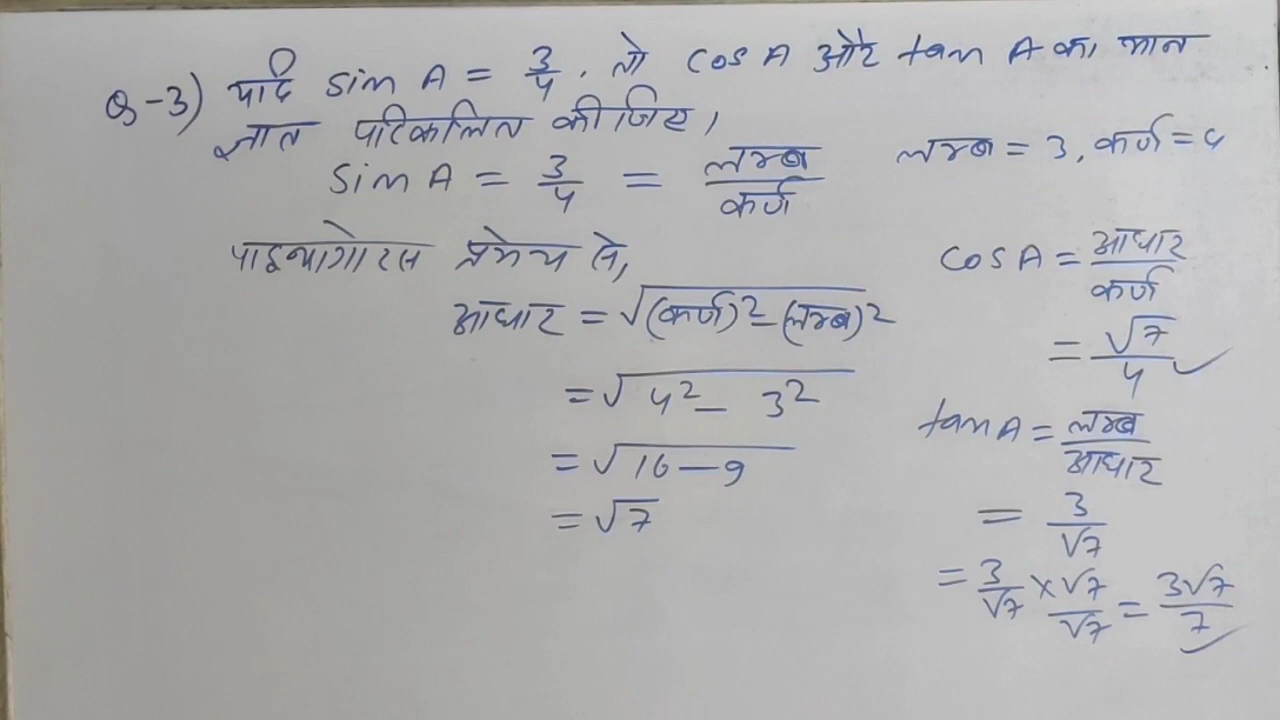 Q-3) यदि sin A = 3/4, तो cos A और tan A का मान
ज्ञात परिकलित कीजिए,
sin A = 3/4 = लम्ब/कर्ण
लम्ब = 3, कर्ण = 4
पाइथागोरस प्रमेय से,
आधार = √(कर्ण)² - (लम्ब)²
= √4² - 3²
= √16 - 9
= √7
cos A = आधार/कर्ण
= √7/4
tan A = लम्ब/आधार
= 3/√7
= 3/√7 × √7/√7 = 3√7/7